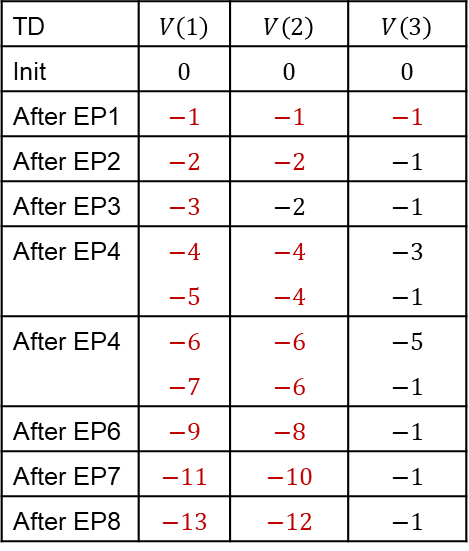 TD V(1) V(2) V(3)
Init 0 0 0
After EP1 −1 −1 −1
After EP2 −2 −2 −1
After EP3 −3 −2 −1
After EP4 −4 −4 −3
−5 −4 −1
After EP4 −6 −6 −5
−7 −6 −1
After EP6 −9 −8 −1
After EP7 −11 −10 −1
After EP8 −13 −12 −1